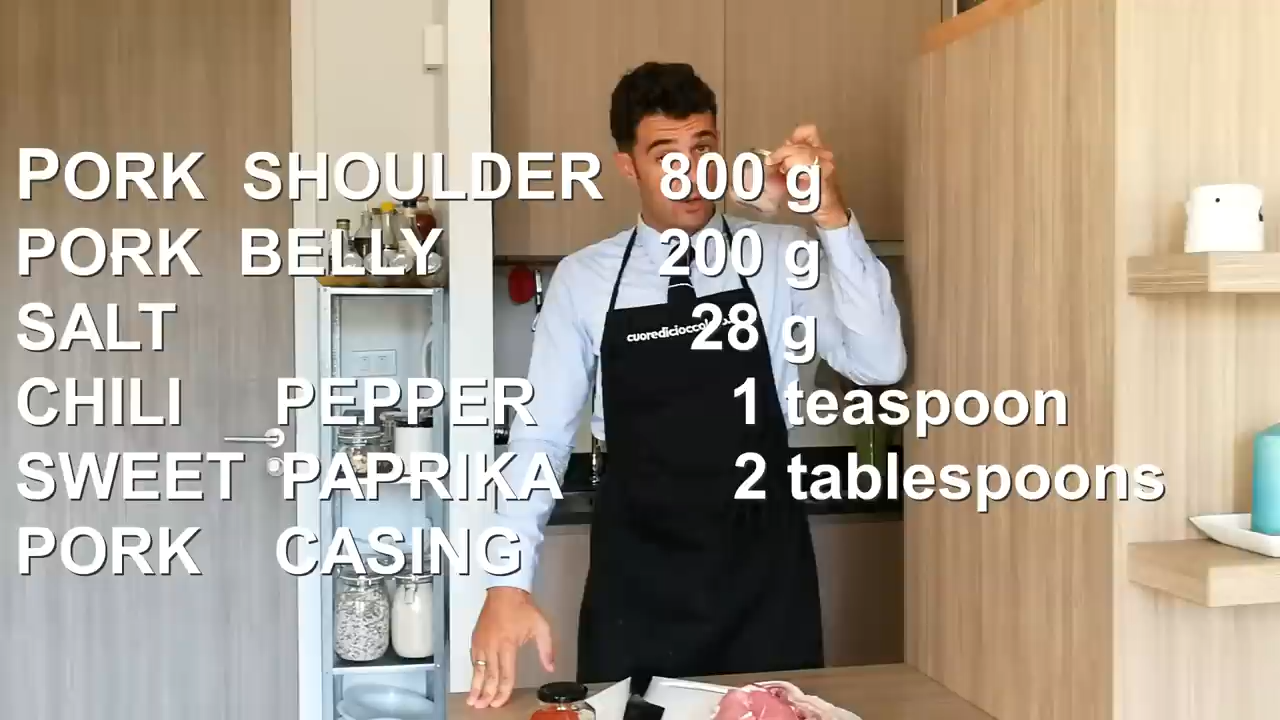 PORK SHOULDER 800 g
PORK BELLY 200 g
SALT 28 g
CHILI PEPPER 1 teaspoon
SWEET PAPRIKA 2 tablespoons
PORK CASING